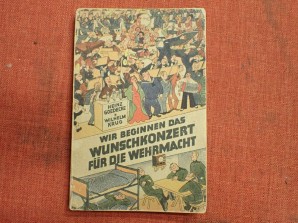 HEINZ
GOEDECKE
u.
WILHELM
KRUG
WIR BEGINNEN DAS
WUNSCHKONZERT
FÜR DIE WEHRMACHT